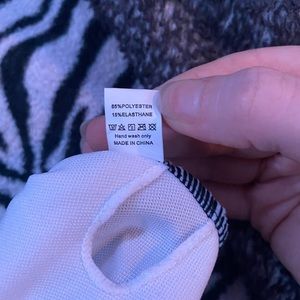 85%POLYESTER
15%ELASTHANE
Hand wash only
MADE IN CHINA